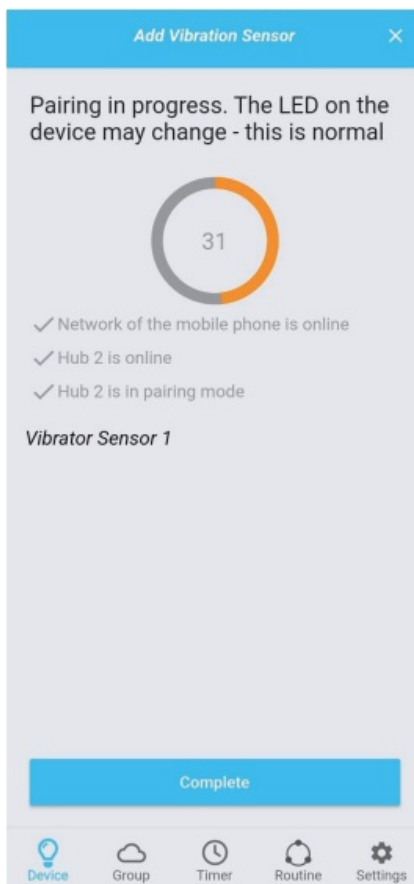 Add Vibration Sensor
Pairing in progress. The LED on the
device may change - this is normal
31
Network of the mobile phone is online
Hub 2 is online
Hub 2 is in pairing mode
Vibrator Sensor 1
Complete
Device Group Timer Routine Settings